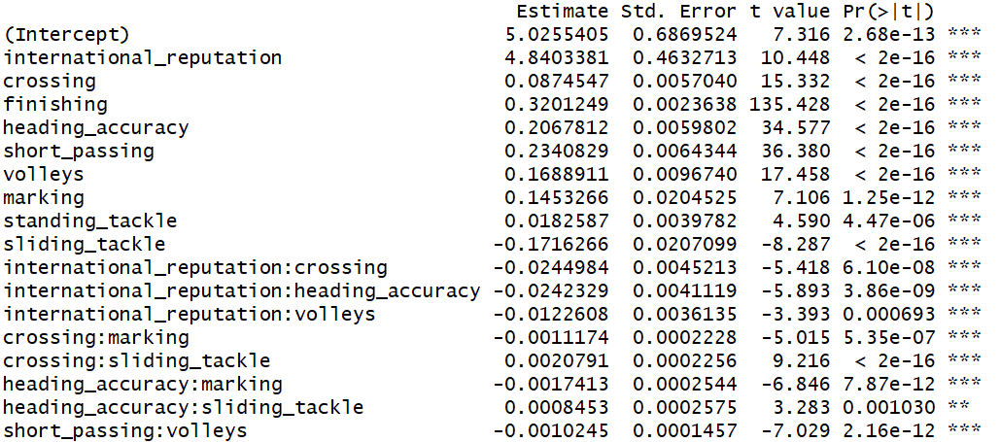 Estimate Std. Error t value Pr(>|t|)
(Intercept) 5.0255405 0.6869524 7.316 2.68e-13 ***
international_reputation 4.8403381 0.4632713 10.448 < 2e-16 ***
crossing 0.0874547 0.0057040 15.332 < 2e-16 ***
finishing 0.3201249 0.0023638 135.428 < 2e-16 ***
heading_accuracy 0.2067812 0.0059802 34.577 < 2e-16 ***
short_passing 0.2340829 0.0064344 36.380 < 2e-16 ***
volleys 0.1688911 0.0096740 17.458 < 2e-16 ***
marking 0.1453266 0.0204525 7.106 1.25e-12 ***
standing_tackle 0.0182587 0.0039782 4.590 4.47e-06 ***
sliding_tackle -0.1716266 0.0207099 -8.287 < 2e-16 ***
international_reputation:crossing -0.0244984 0.0045213 -5.418 6.10e-08 ***
international_reputation:heading_accuracy -0.0242329 0.0041119 -5.893 3.86e-09 ***
international_reputation:volleys -0.0122608 0.0036135 -3.393 0.000693 ***
crossing:marking -0.0011174 0.0002228 -5.015 5.35e-07 ***
crossing:sliding_tackle 0.0020791 0.0002256 9.216 < 2e-16 ***
heading_accuracy:marking -0.0017413 0.0002544 -6.846 7.87e-12 ***
heading_accuracy:sliding_tackle 0.0008453 0.0002575 3.283 0.001030 **
short_passing:volleys -0.0010245 0.0001457 -7.029 2.16e-12 ***